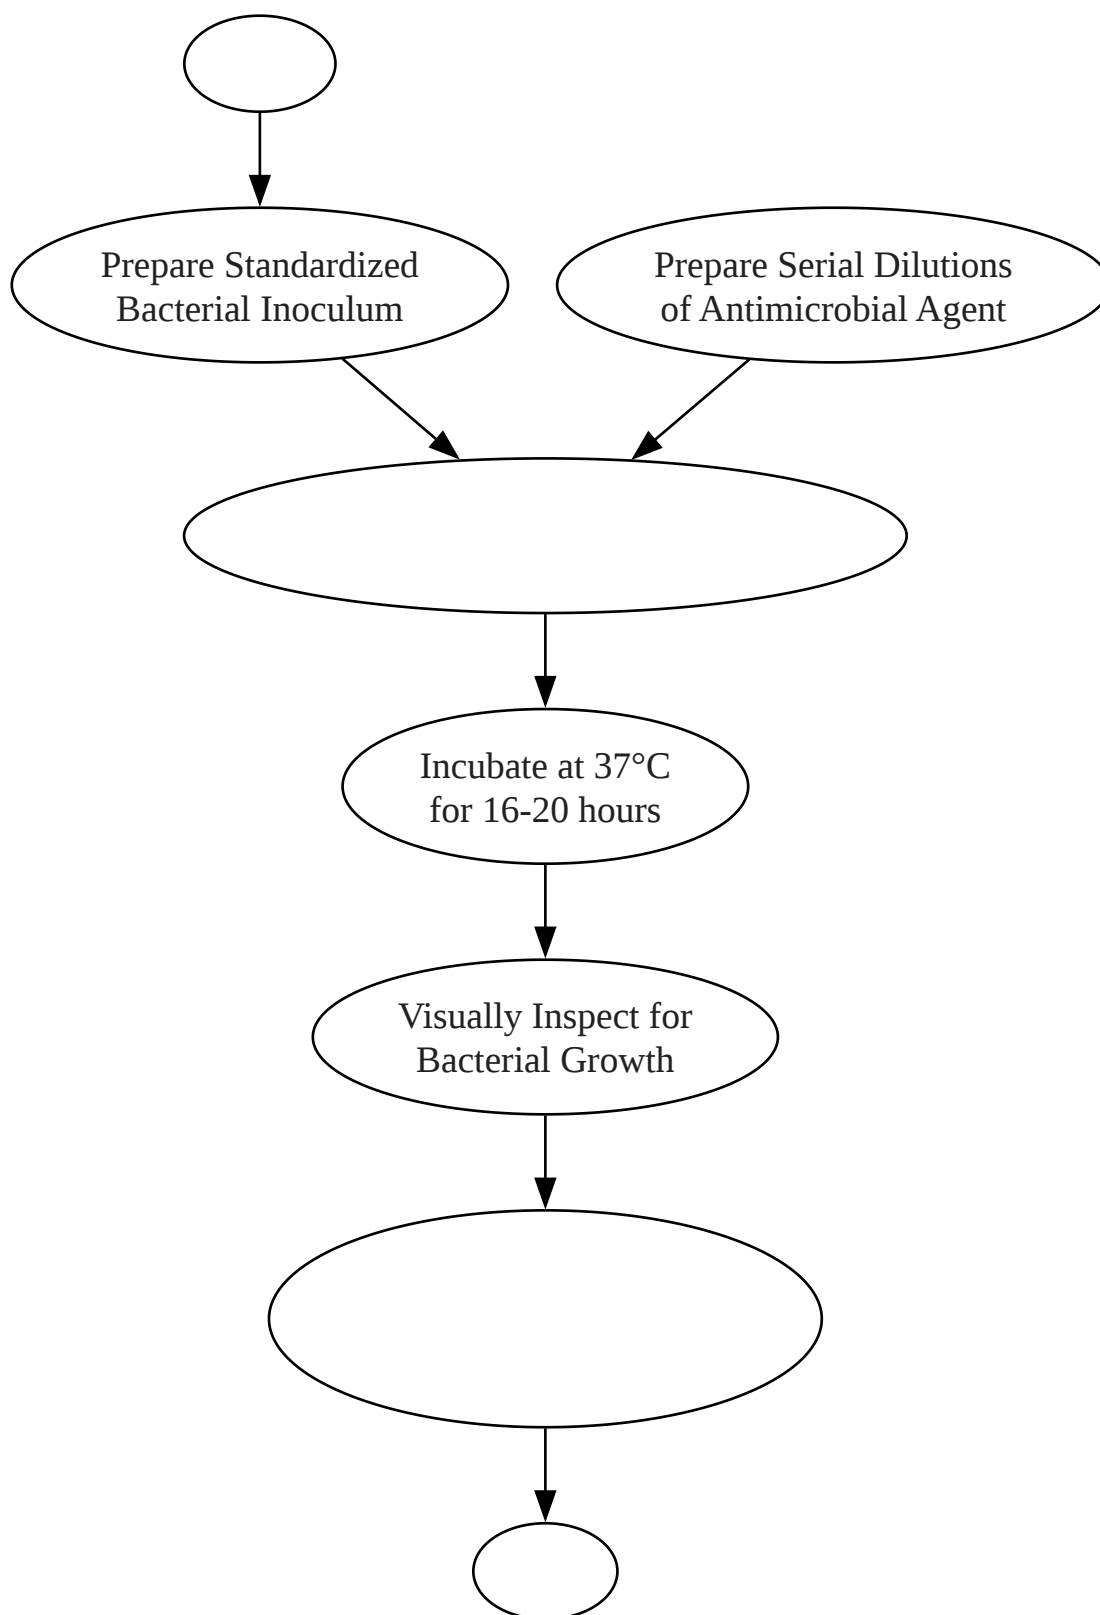 Prepare Standardized
Bacterial Inoculum
Prepare Serial Dilutions
of Antimicrobial Agent
Incubate at 37°C
for 16-20 hours
Visually Inspect for
Bacterial Growth